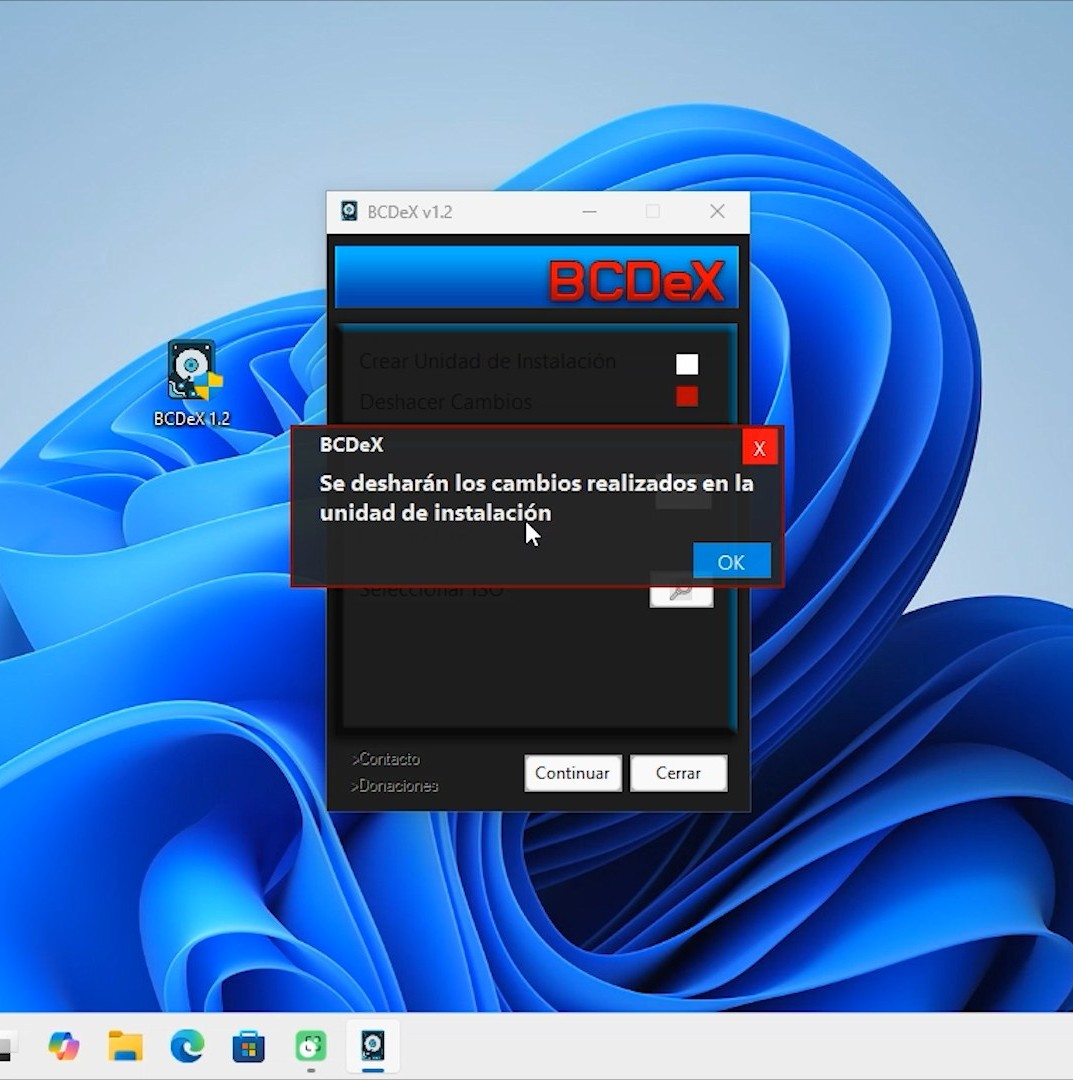 BCDeX v1.2
BCDeX
Crear Unidad de Instalación
Deshacer Cambios
BCDeX 1.2
BCDeX
X
Se desharán los cambios realizados en la
unidad de instalación
OK
Seleccionar ISO
>Contacto
>Donaciones
Continuar
Cerrar